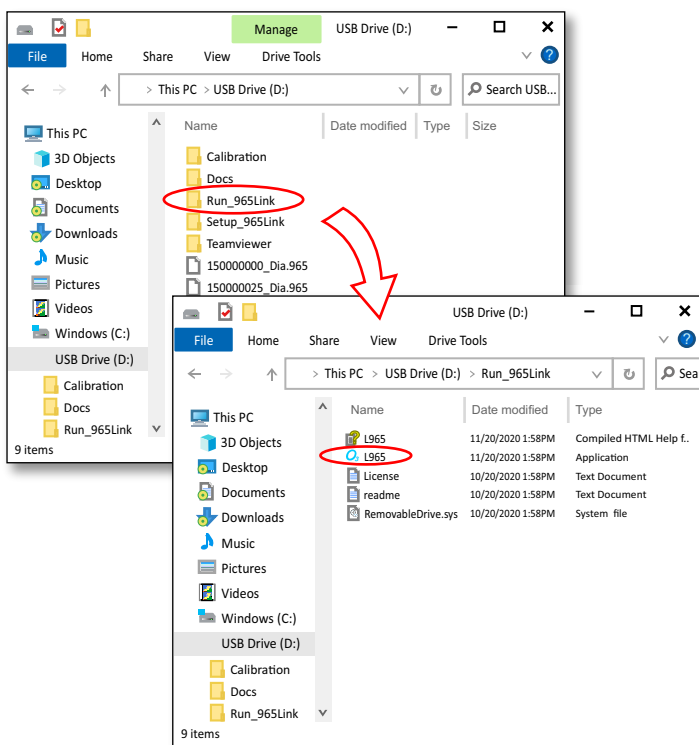 Manage USB Drive (D:)
File Home Share View Drive Tools
> This PC > USB Drive (D:) Search USB...
This PC
3D Objects
Desktop
Documents
Downloads
Music
Pictures
Videos
Windows (C:)
USB Drive (D:)
Calibration
Docs
Run_965Link
9 items
Name Date modified Type Size
Calibration
Docs
Run_965Link
Setup_965Link
Teamviewer
150000000_Dia.965
150000025_Dia.965
USB Drive (D:)
File Home Share View Drive Tools
> This PC > USB Drive (D:) > Run_965Link Sea
This PC
3D Objects
Desktop
Documents
Downloads
Music
Pictures
Videos
Windows (C:)
USB Drive (D:)
Calibration
Docs
Run_965Link
9 items
Name Date modified Type
L965 11/20/2020 1:58PM Compiled HTML Help f..
L965 11/20/2020 1:58PM Application
License 10/20/2020 1:58PM Text Document
readme 10/20/2020 1:58PM Text Document
RemovableDrive.sys 10/20/2020 1:58PM System file